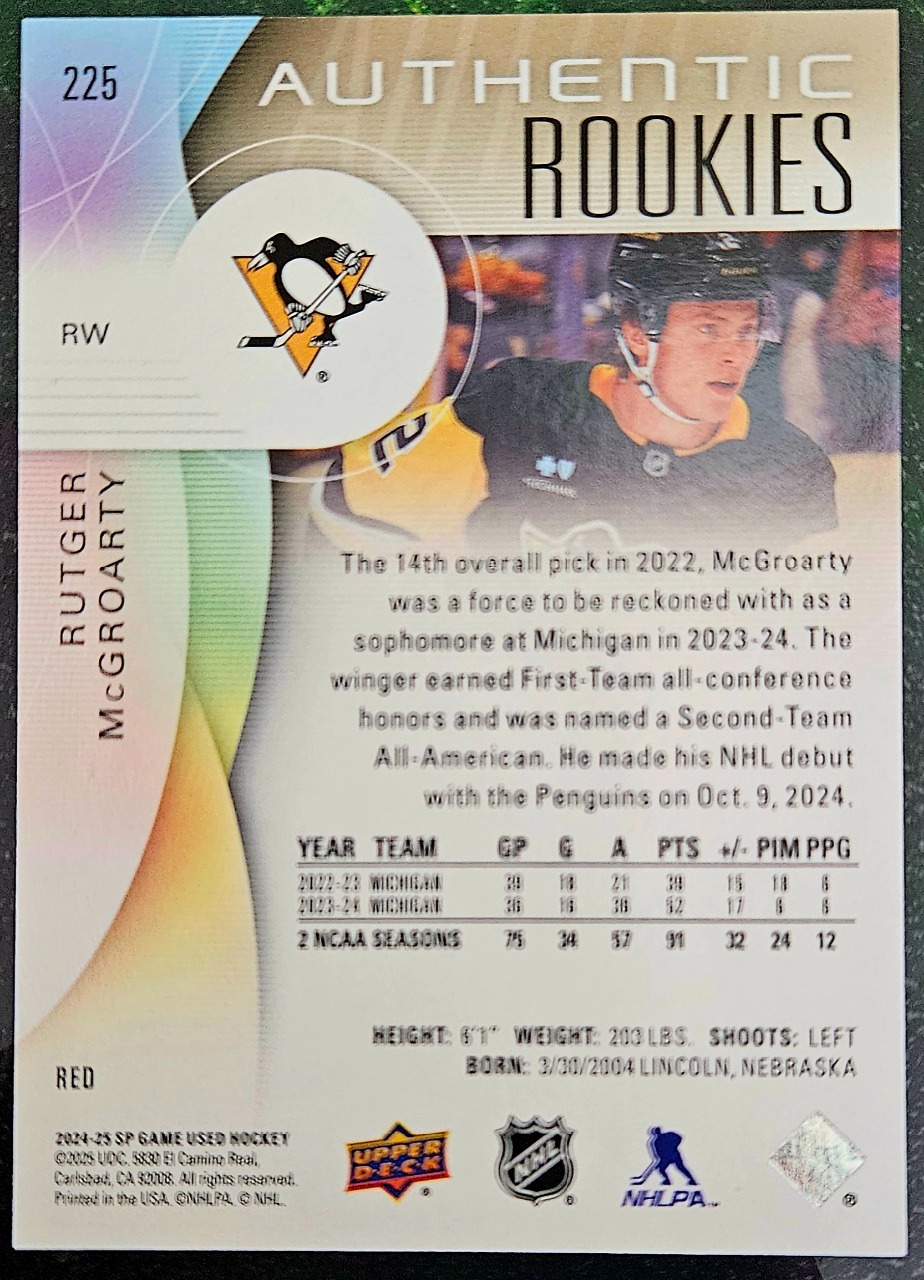 225
AUTHENTIC
ROOKIES
RW
RUTGER
McGROARTY
2
The 14th overall pick in 2022, McGroarty
was a force to be reckoned with as a
sophomore at Michigan in 2023-24. The
winger earned First-Team all-conference
honors and was named a Second-Team
All-American. He made his NHL debut
with the Penguins on Oct. 9, 2024.
YEAR TEAM GP G A PTS +/- PIM PPG
2022-23 MICHIGAN 39 18 21 39 15 18 6
2023-24 MICHIGAN 36 16 36 52 17 6 6
2 NCAA SEASONS 75 34 57 91 32 24 12
HEIGHT: 6'1" WEIGHT: 203 LBS. SHOOTS: LEFT
BORN: 3/30/2004 LINCOLN, NEBRASKA
RED
2024-25 SP GAME USED HOCKEY
©2025 UDC. 5830 El Camino Real,
Carlsbad, CA 92008. All rights reserved.
Printed in the USA. ©NHLPA. © NHL.
UPPER
DECK
NHL
NHLPA